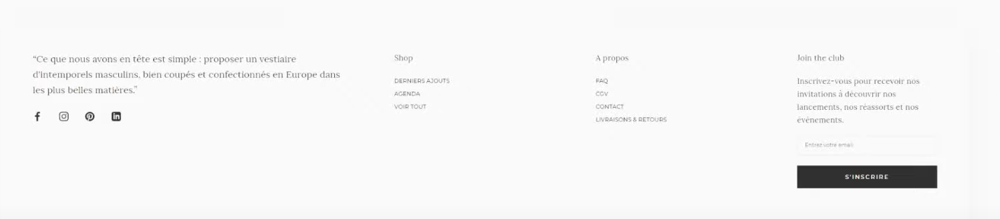 “Ce que nous avons en tête est simple : proposer un vestiaire
d'intemporels masculins, bien coupés et confectionnés en Europe dans
les plus belles matières.”
Shop
DERNIERS AJOUTS
AGENDA
VOIR TOUT
A propos
FAQ
CGV
CONTACT
LIVRAISONS & RETOURS
Join the club
Inscrivez-vous pour recevoir nos
invitations à découvrir nos
lancements, nos réassorts et nos
événements.
Entrez votre email
S'INSCRIRE